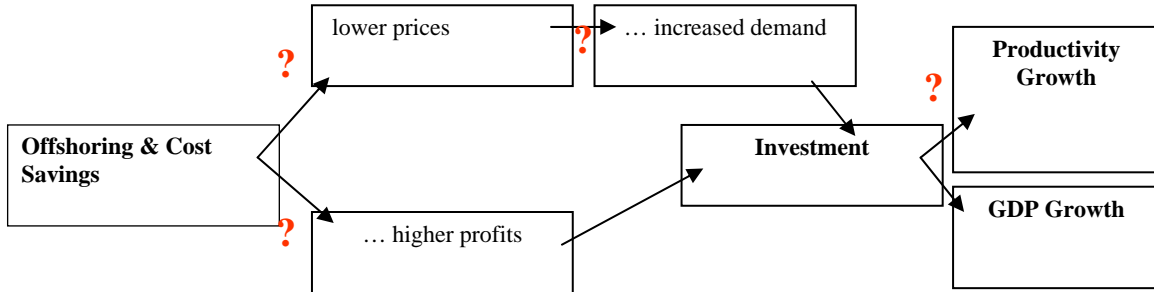 lower prices
… increased demand
?
?
Productivity
Growth
?
Offshoring & Cost
Savings
Investment
?
… higher profits
GDP Growth